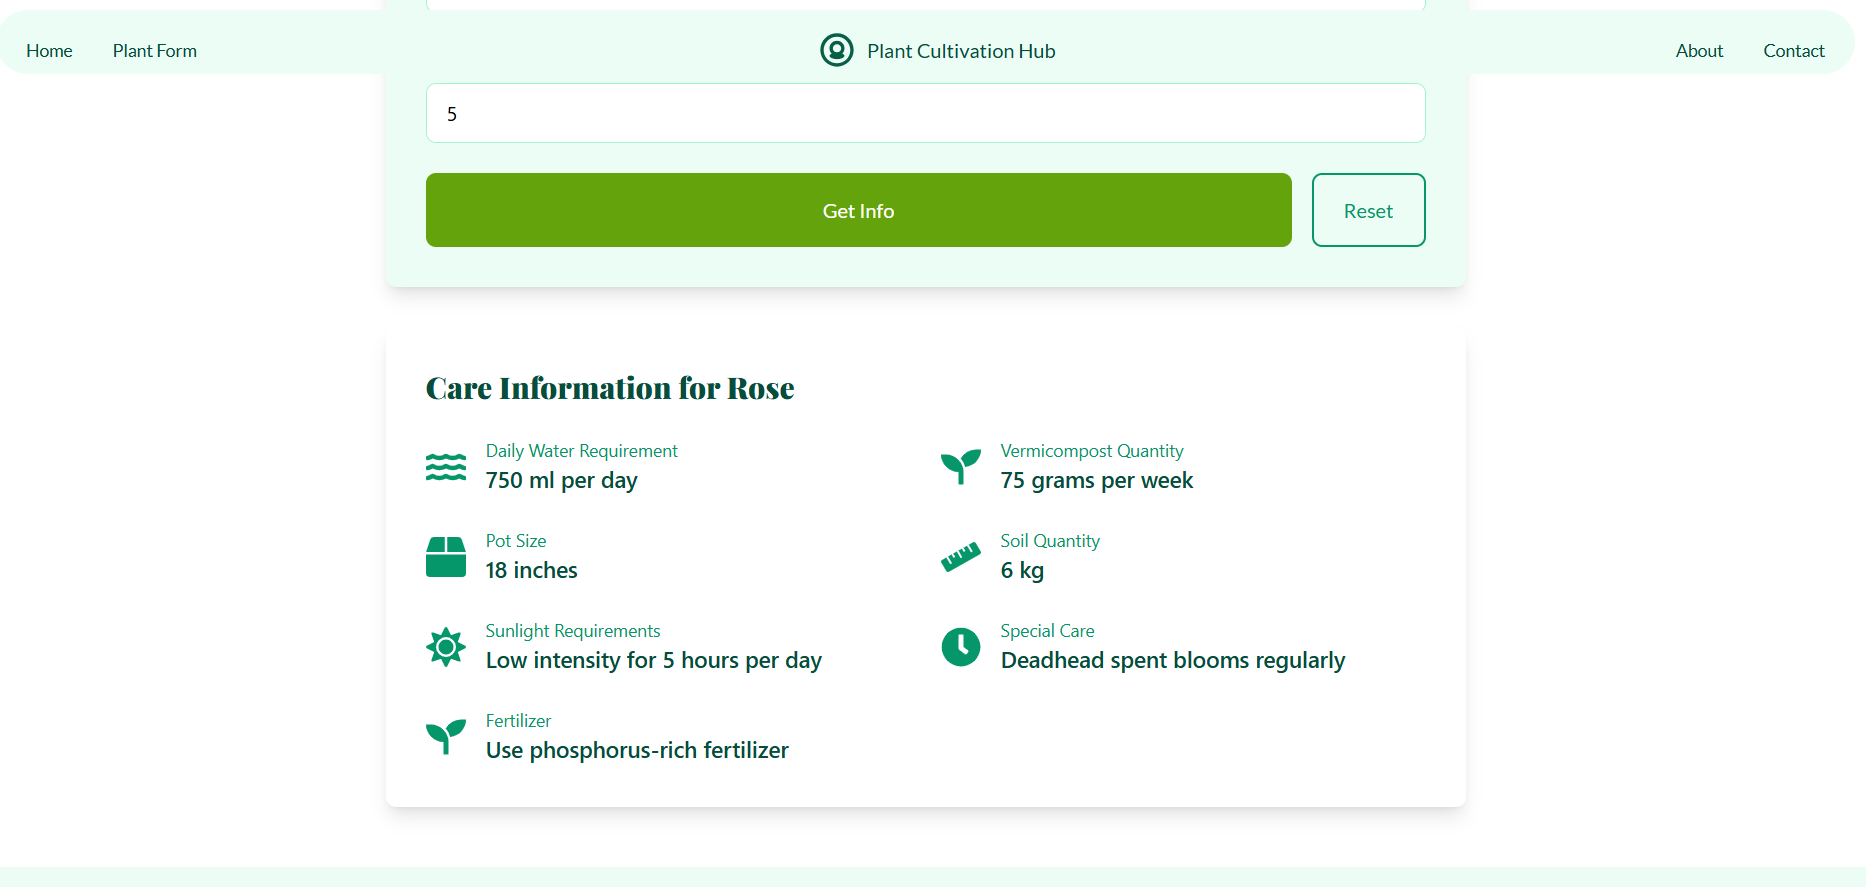 Home
Plant Form
Plant Cultivation Hub
About
Contact
5
Get Info
Reset
Care Information for Rose
Daily Water Requirement
750 ml per day
Vermicompost Quantity
75 grams per week
Pot Size
18 inches
Soil Quantity
6 kg
Sunlight Requirements
Low intensity for 5 hours per day
Special Care
Deadhead spent blooms regularly
Fertilizer
Use phosphorus-rich fertilizer